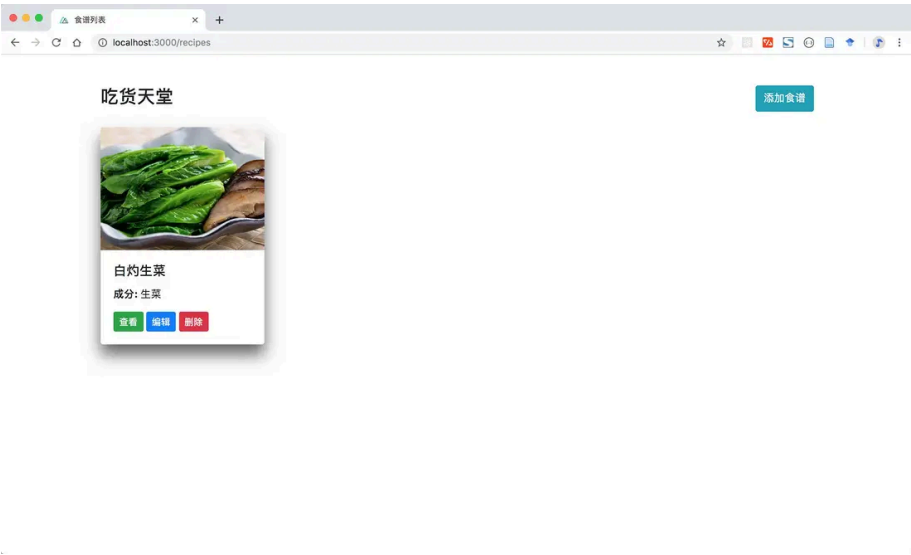 食谱列表
localhost:3000/recipes
吃货天堂
添加食谱
白灼生菜
成分: 生菜
查看 编辑 删除